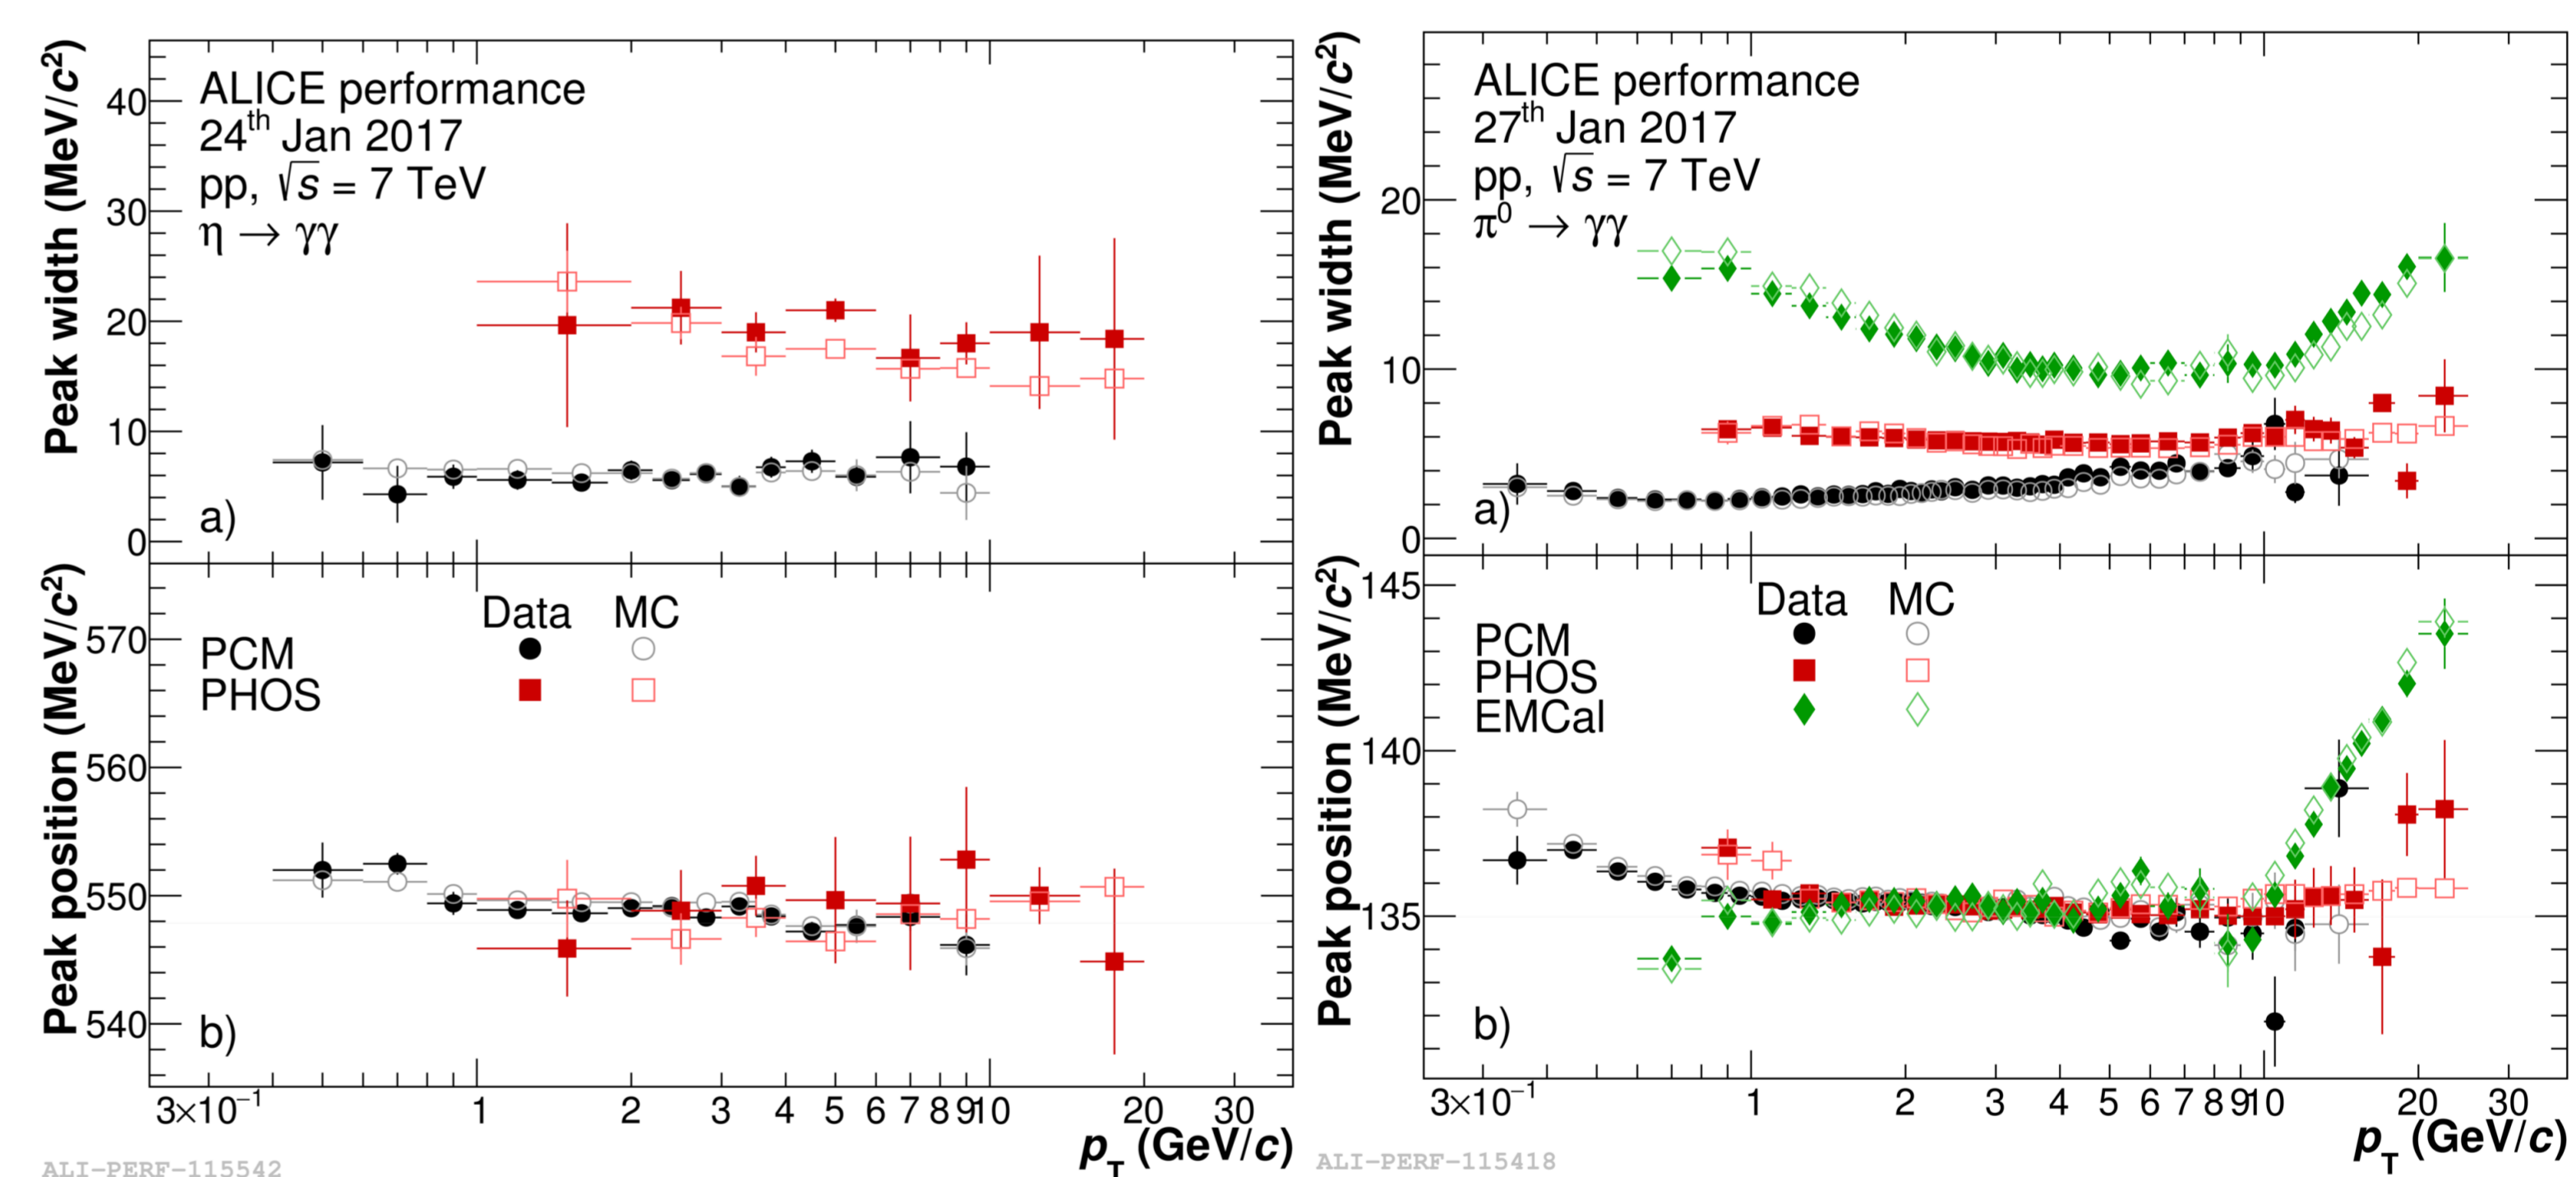 Peak width (MeV/c²)
40
30
20
10
0
ALICE performance
24th Jan 2017
pp, √s = 7 TeV
η → γγ
a)
Peak position (MeV/c²)
570
560
550
540
Data MC
PCM
PHOS
b)
3×10⁻¹ 1 2 3 4 5 6 7 8 9 10 20 30
pT (GeV/c)
ALI-PERF-115542
Peak width (MeV/c²)
20
10
0
ALICE performance
27th Jan 2017
pp, √s = 7 TeV
π⁰ → γγ
a)
Peak position (MeV/c²)
145
140
135
Data MC
PCM
PHOS
EMCal
b)
3×10⁻¹ 1 2 3 4 5 6 7 8 9 10 20 30
pT (GeV/c)
ALI-PERF-115418